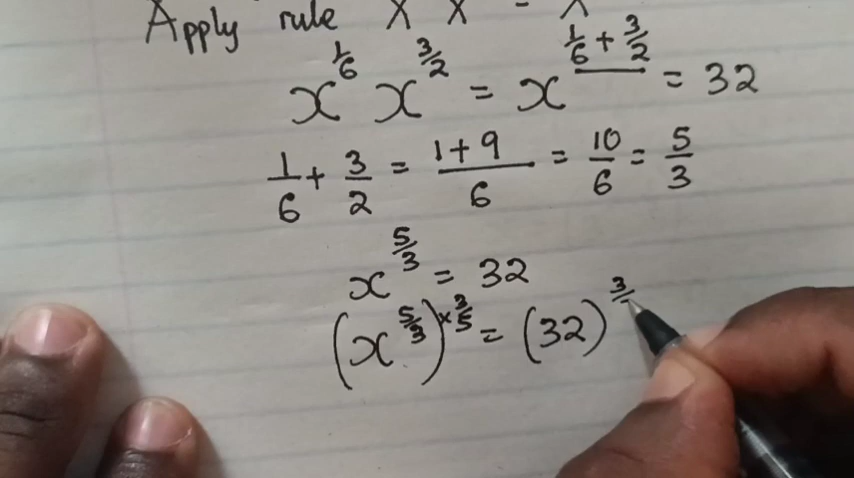 Apply rule
x^{1/6} x^{3/2} = x^{1/6 + 3/2} = 32
1/6 + 3/2 = (1+9)/6 = 10/6 = 5/3
x^{5/3} = 32
(x^{5/3})^{×3/5} = (32)^{3/